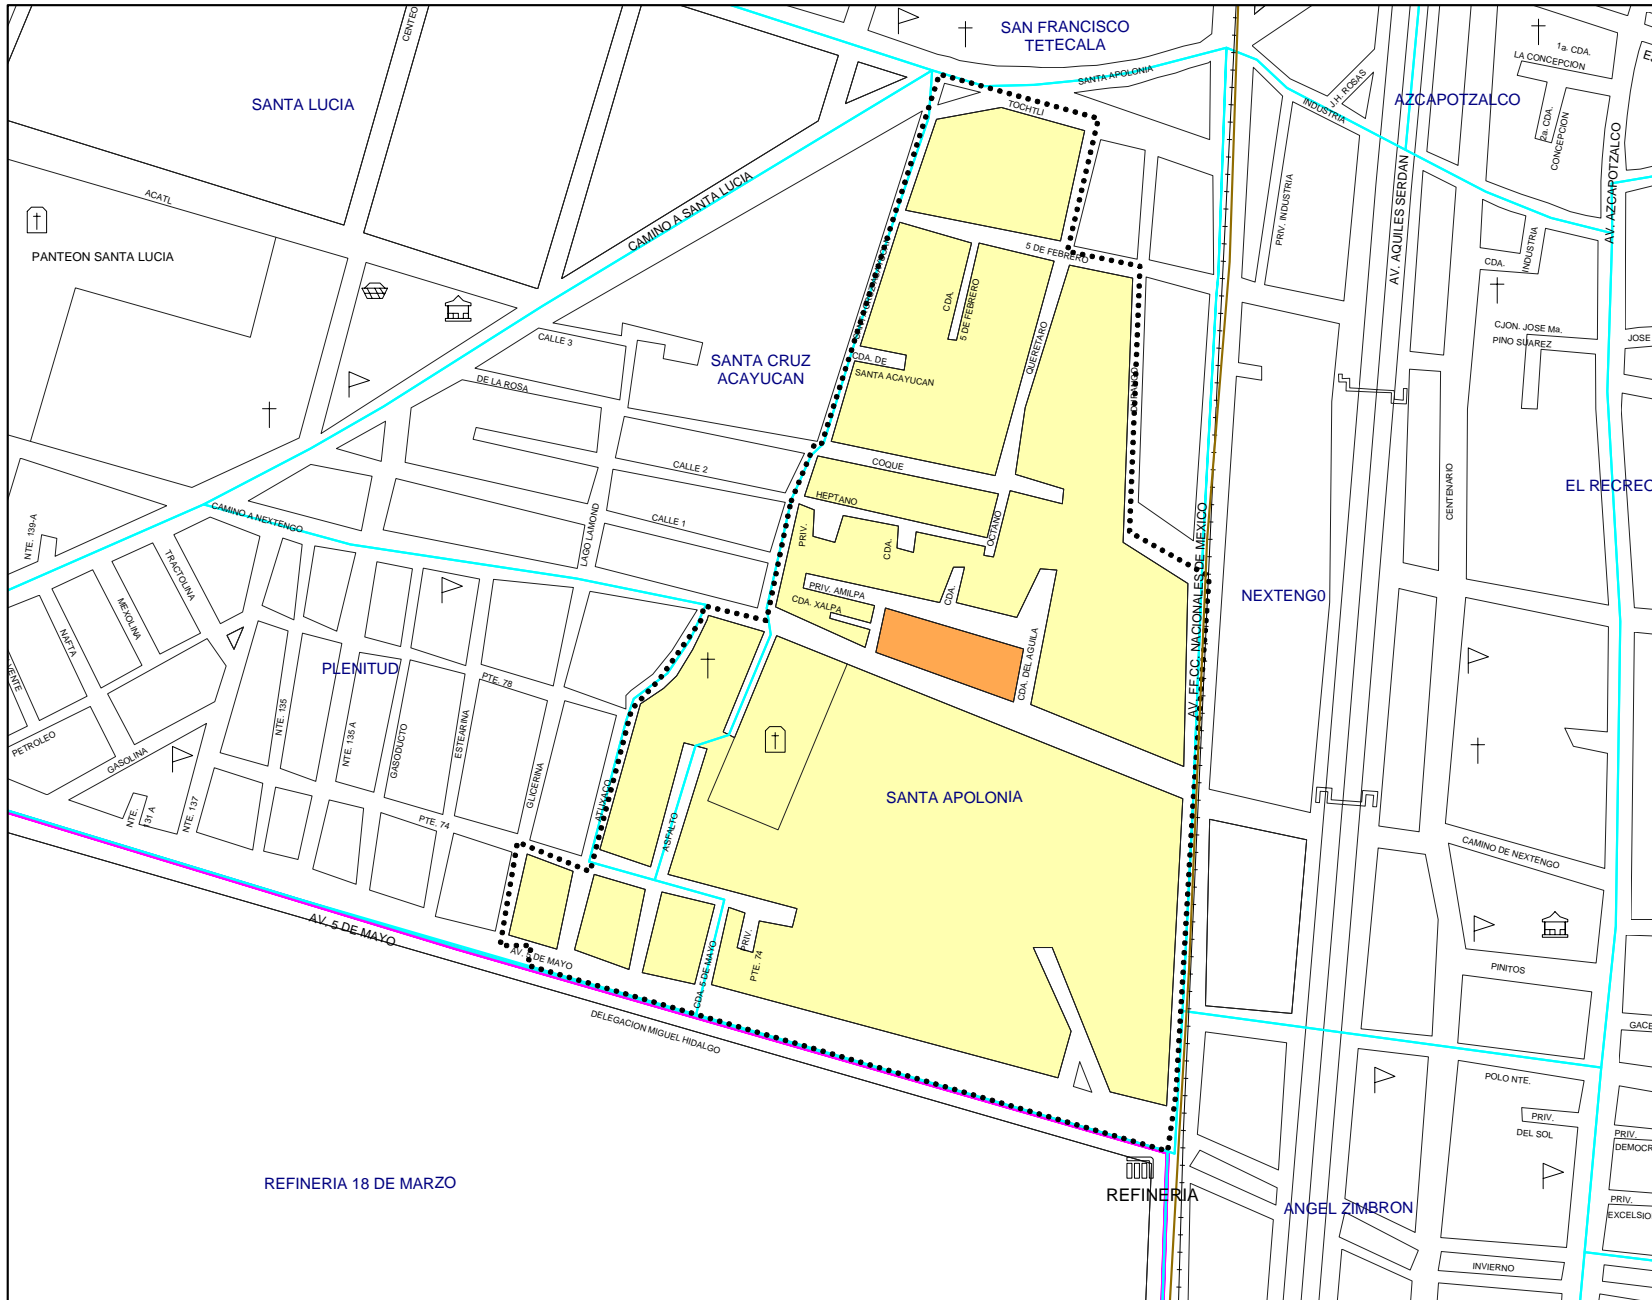 CENTEO
SAN FRANCISCO
TETECALA
SANTA APOLONIA
TOCHTLI
SANTA LUCIA
AZCAPOTZALCO
1a. CDA.
LA CONCEPCION
2a. CDA.
CONCEPCION
J.H. ROSAS
INDUSTRIA
AV. AZCAPOTZALCO
AV. AQUILES SERDAN
PRIV. INDUSTRIA
ACATL
PANTEON SANTA LUCIA
CAMINO A SANTA LUCIA
5 DE FEBRERO
CDA.
5 DE FEBRERO
QUERETARO
CDA.
INDUSTRIA
CJON. JOSE Ma.
PINO SUAREZ
JOSE
CALLE 3
DE LA ROSA
SANTA CRUZ
ACAYUCAN
CDA. DE
SANTA ACAYUCAN
COQUE
HEPTANO
OCTANO
PRIV.
CDA.
CALLE 2
CALLE 1
LAGO LAMOND
CAMINO A NEXTENGO
NTE. 139-A
TRACTOLINA
MEXOLINA
NAFTA
CENTENARIO
EL RECREO
AV. FF.CC. NACIONALES DE MEXICO
NEXTENG0
PRIV. AMILPA
CDA. XALPA
CDA.
CDA. DEL AGUILA
PLENITUD
PTE. 78
PETROLEO
GASOLINA
NTE. 135
NTE. 135 A
GASODUCTO
ESTEARINA
GLICERINA
ATUXACO
ASFALTO
NTE.
131 A
NTE. 137
PTE. 74
SANTA APOLONIA
CAMINO DE NEXTENGO
AV. 5 DE MAYO
AV. 5 DE MAYO
CDA. 5 DE MAYO
PRIV.
PTE. 74
PINITOS
DELEGACION MIGUEL HIDALGO
POLO NTE.
PRIV.
DEL SOL
PRIV.
PRIV.
REFINERIA 18 DE MARZO
REFINERIA
ANGEL ZIMBRON
INVIERNO